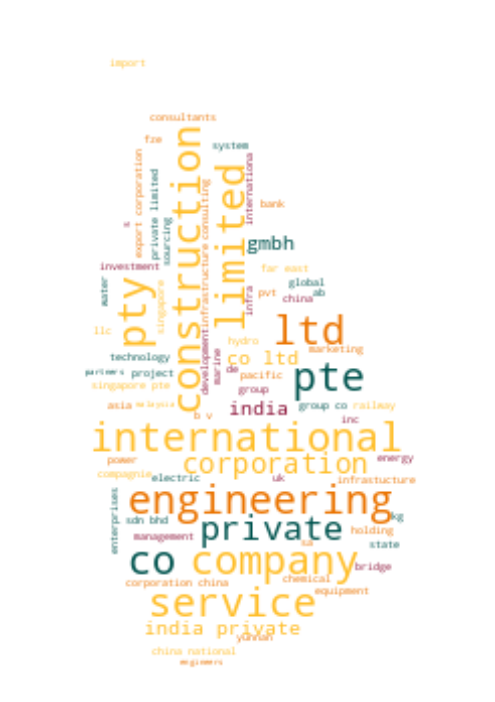 import
consultants
fze
system
construction
limited
export corporation
private limited
sourcing
infrastructure consulting
internationa
s
bank
gmbh
investment
far east
global
water
pty
singapore
infra
pvt
ab
china
llc
ltd
development
hydro
marketing
technology
co ltd
marine
partners
project
de
pacific
pte
singapore pte
group
asia
malaysia
india
group co
railway
b v
inc
international
power
corporation
energy
compagnie
electric
uk
infrastucture
enterprises
engineering
sdn bhd
private
kg
management
holding
sa
state
co
company
bridge
corporation china
chemical
equipment
service
india private
yunnan
china national
engineers